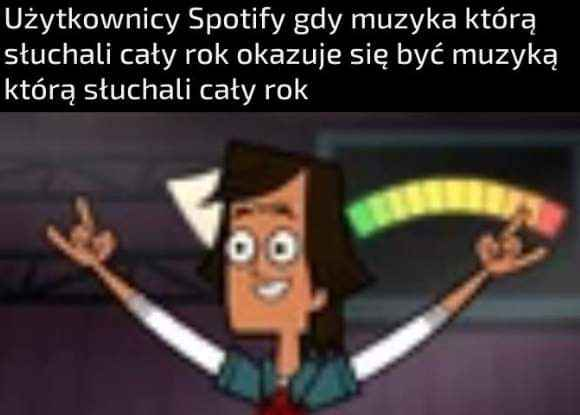 Użytkownicy Spotify gdy muzyka którą
słuchali cały rok okazuje się być muzyką
którą słuchali cały rok